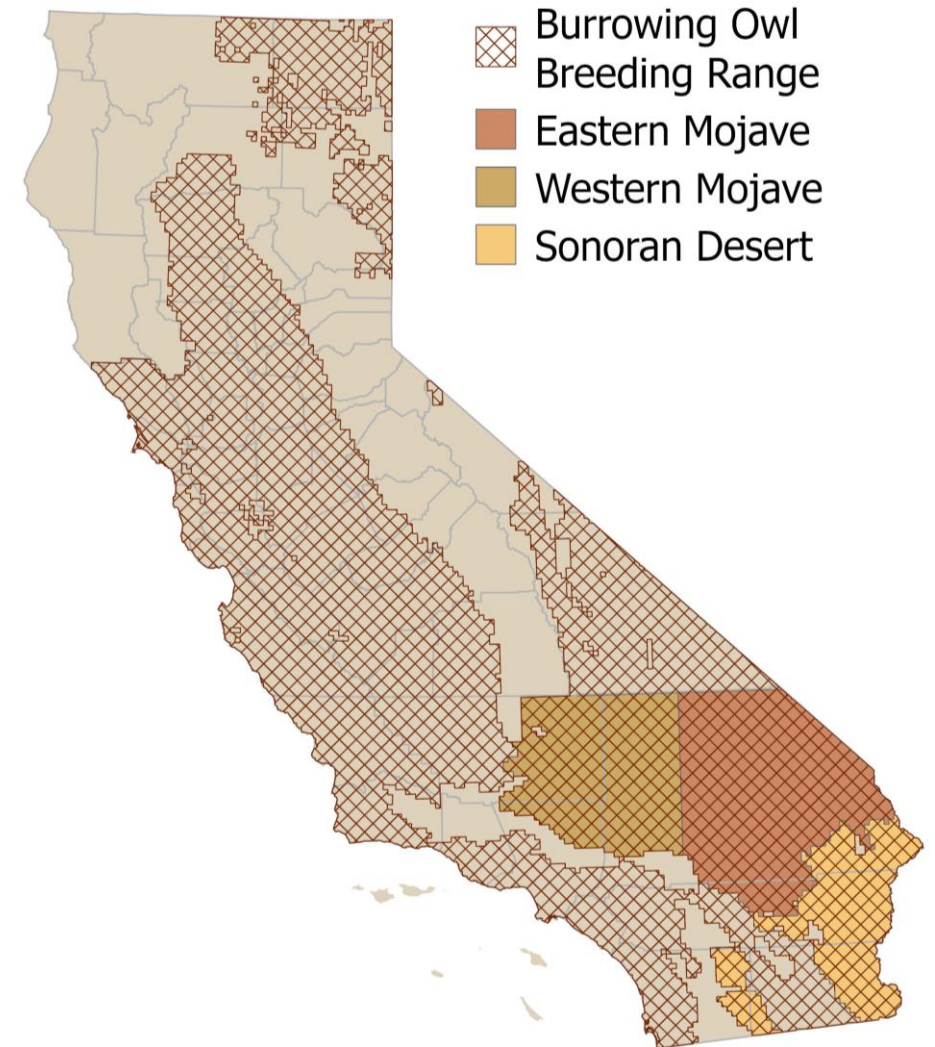 Burrowing Owl
Breeding Range
Eastern Mojave
Western Mojave
Sonoran Desert